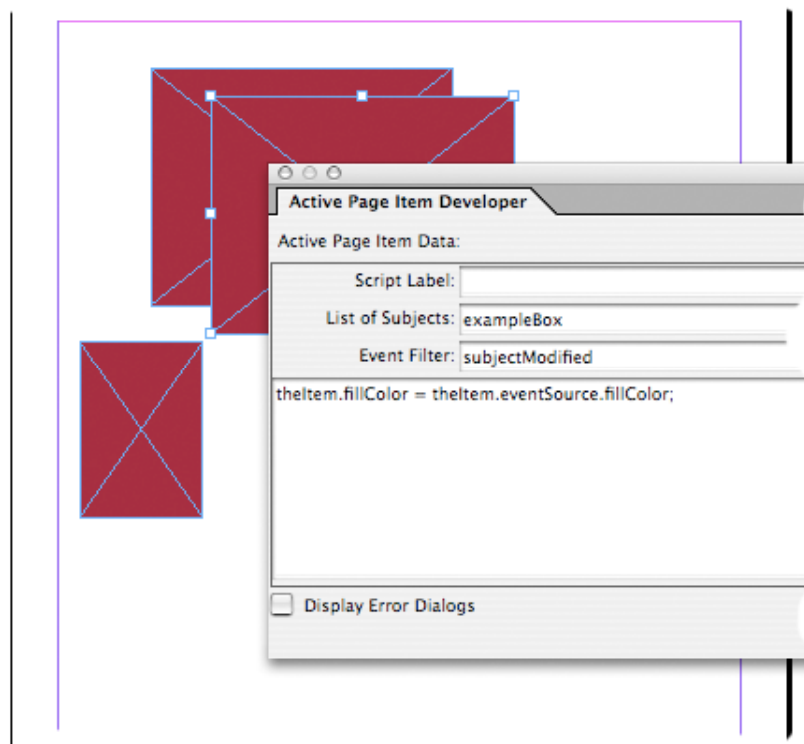 Active Page Item Developer
Active Page Item Data:
Script Label:
List of Subjects: exampleBox
Event Filter: subjectModified
theItem.fillColor = theItem.eventSource.fillColor;
Display Error Dialogs